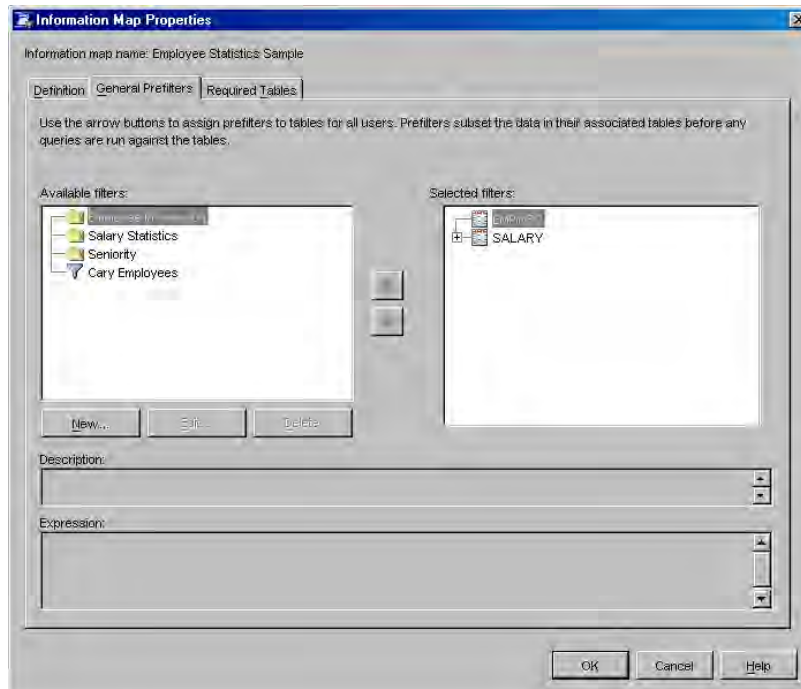 Information Map Properties
Information map name: Employee Statistics Sample
Definition General Prefilters Required Tables
Use the arrow buttons to assign prefilters to tables for all users. Prefilters subset the data in their associated tables before any
queries are run against the tables.
Available filters:
Selected filters:
Salary Statistics
Seniority
Cary Employees
SALARY
New... Edit... Delete
Description:
Expression:
OK Cancel Help